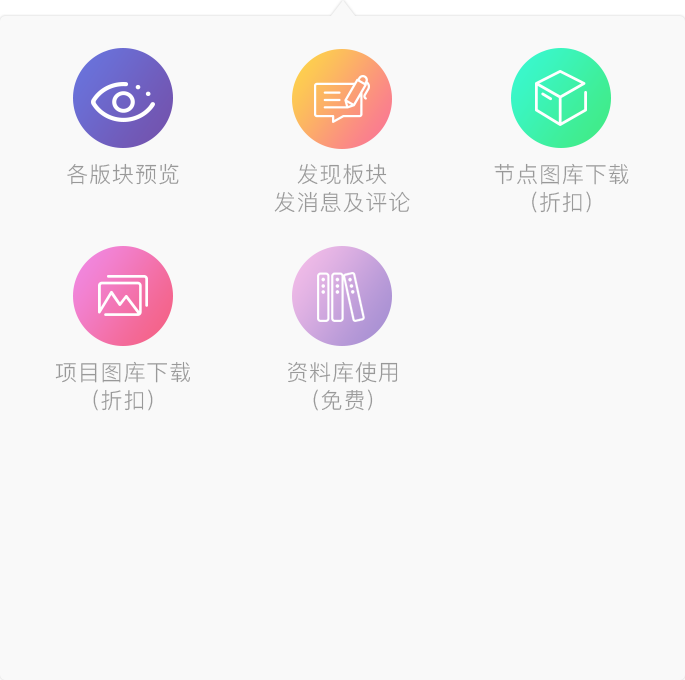 各版块预览
发现板块
发消息及评论
节点图库下载
（折扣）
项目图库下载
（折扣）
资料库使用
（免费）